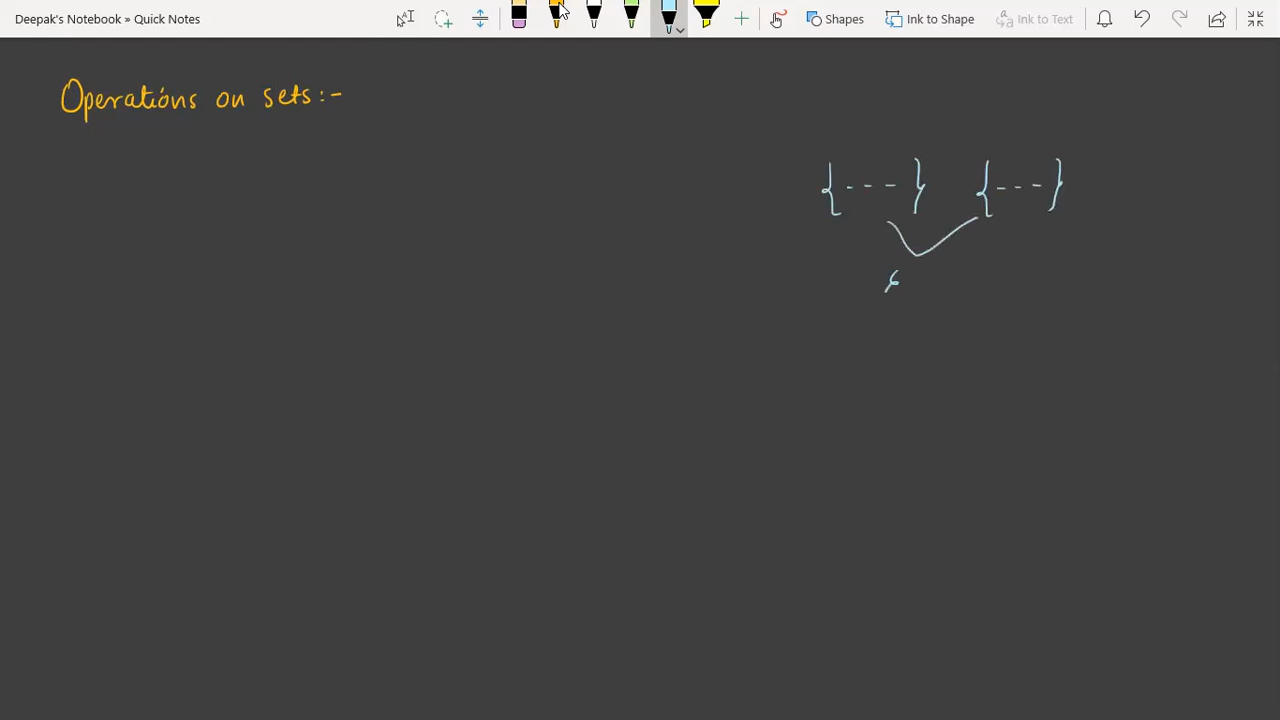 Deepak's Notebook » Quick Notes
Shapes
Ink to Shape
Ink to Text
Operations on sets:-
{---} {---}